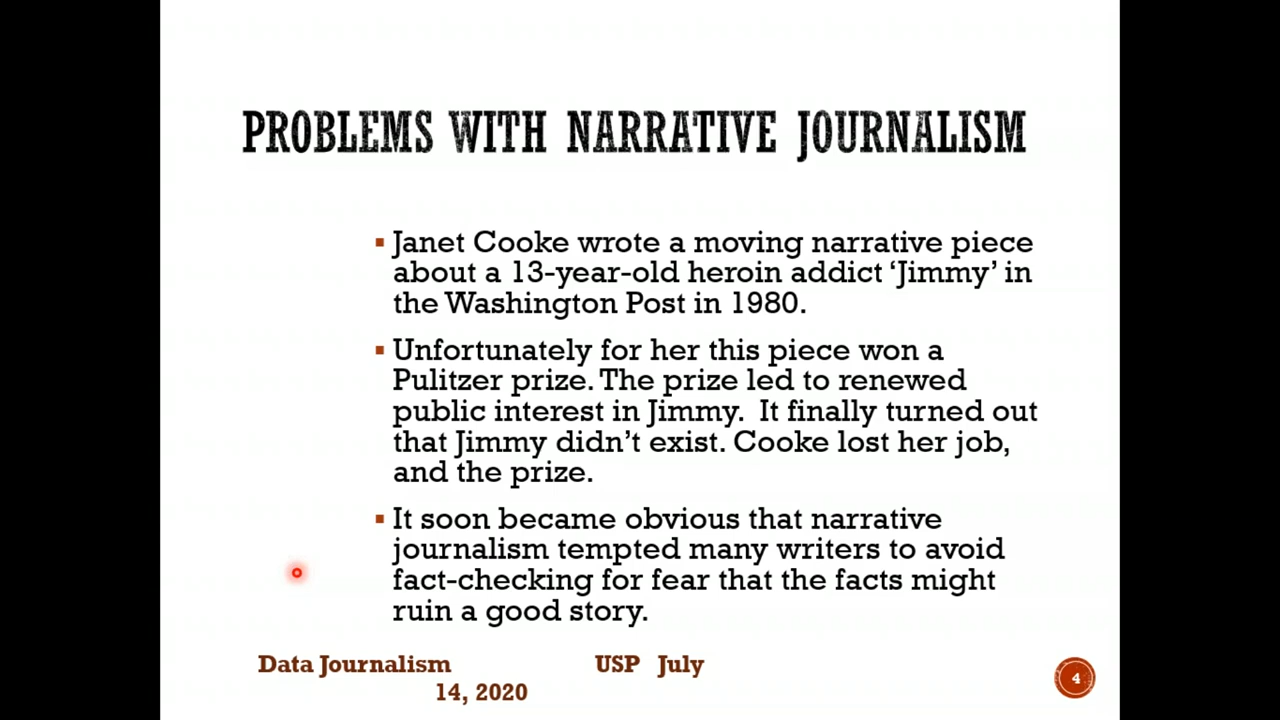 PROBLEMS WITH NARRATIVE JOURNALISM
▪ Janet Cooke wrote a moving narrative piece
about a 13-year-old heroin addict ‘Jimmy’ in
the Washington Post in 1980.
▪ Unfortunately for her this piece won a
Pulitzer prize. The prize led to renewed
public interest in Jimmy.  It finally turned out
that Jimmy didn’t exist. Cooke lost her job,
and the prize.
▪ It soon became obvious that narrative
journalism tempted many writers to avoid
fact-checking for fear that the facts might
ruin a good story.
Data Journalism USP July
14, 2020
4